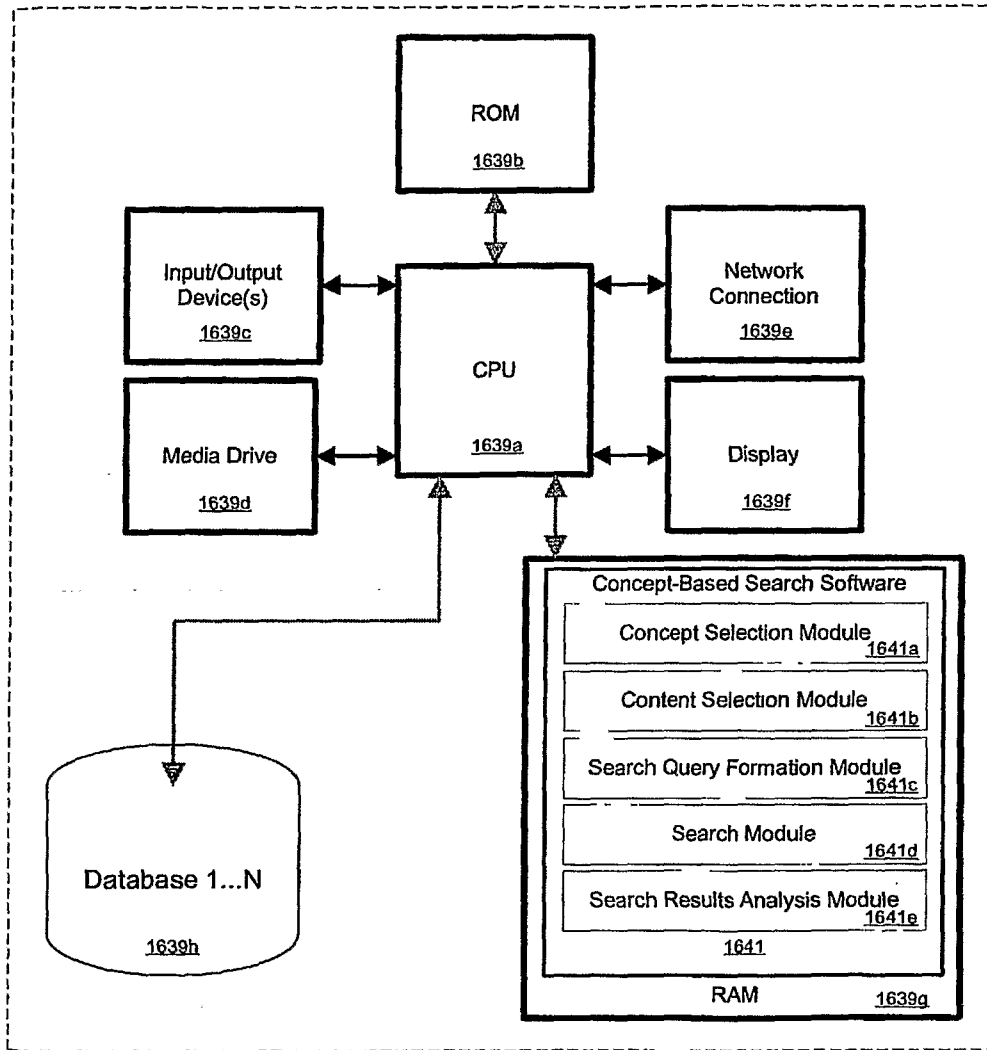 ROM
1639b
Input/Output
Device(s)
1639c
Network
Connection
1639e
CPU
1639a
Media Drive
1639d
Display
1639f
Concept-Based Search Software
Concept Selection Module
1641a
Content Selection Module
1641b
Search Query Formation Module
1641c
Search Module
1641d
Search Results Analysis Module
1641e
1641
RAM
1639g
Database 1...N
1639h